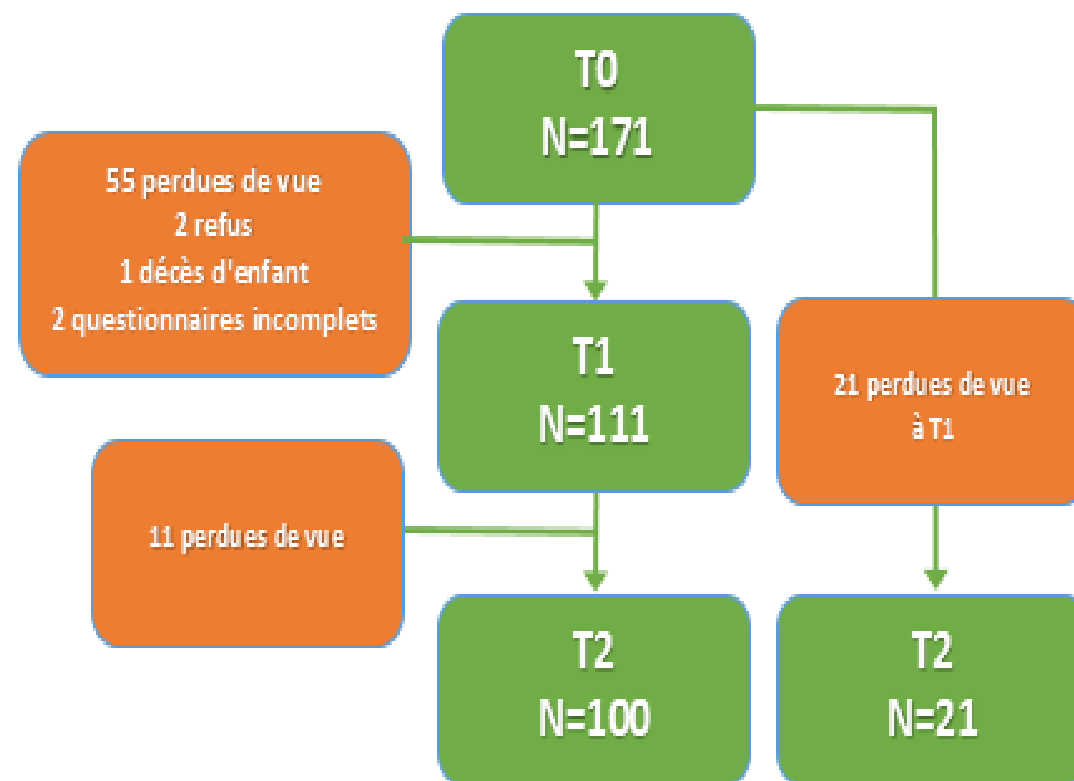 T0
N=171
55 perdues de vue
2 refus
1 décès d'enfant
2 questionnaires incomplets
T1
N=111
21 perdues de vue
à T1
11 perdues de vue
T2
N=100
T2
N=21